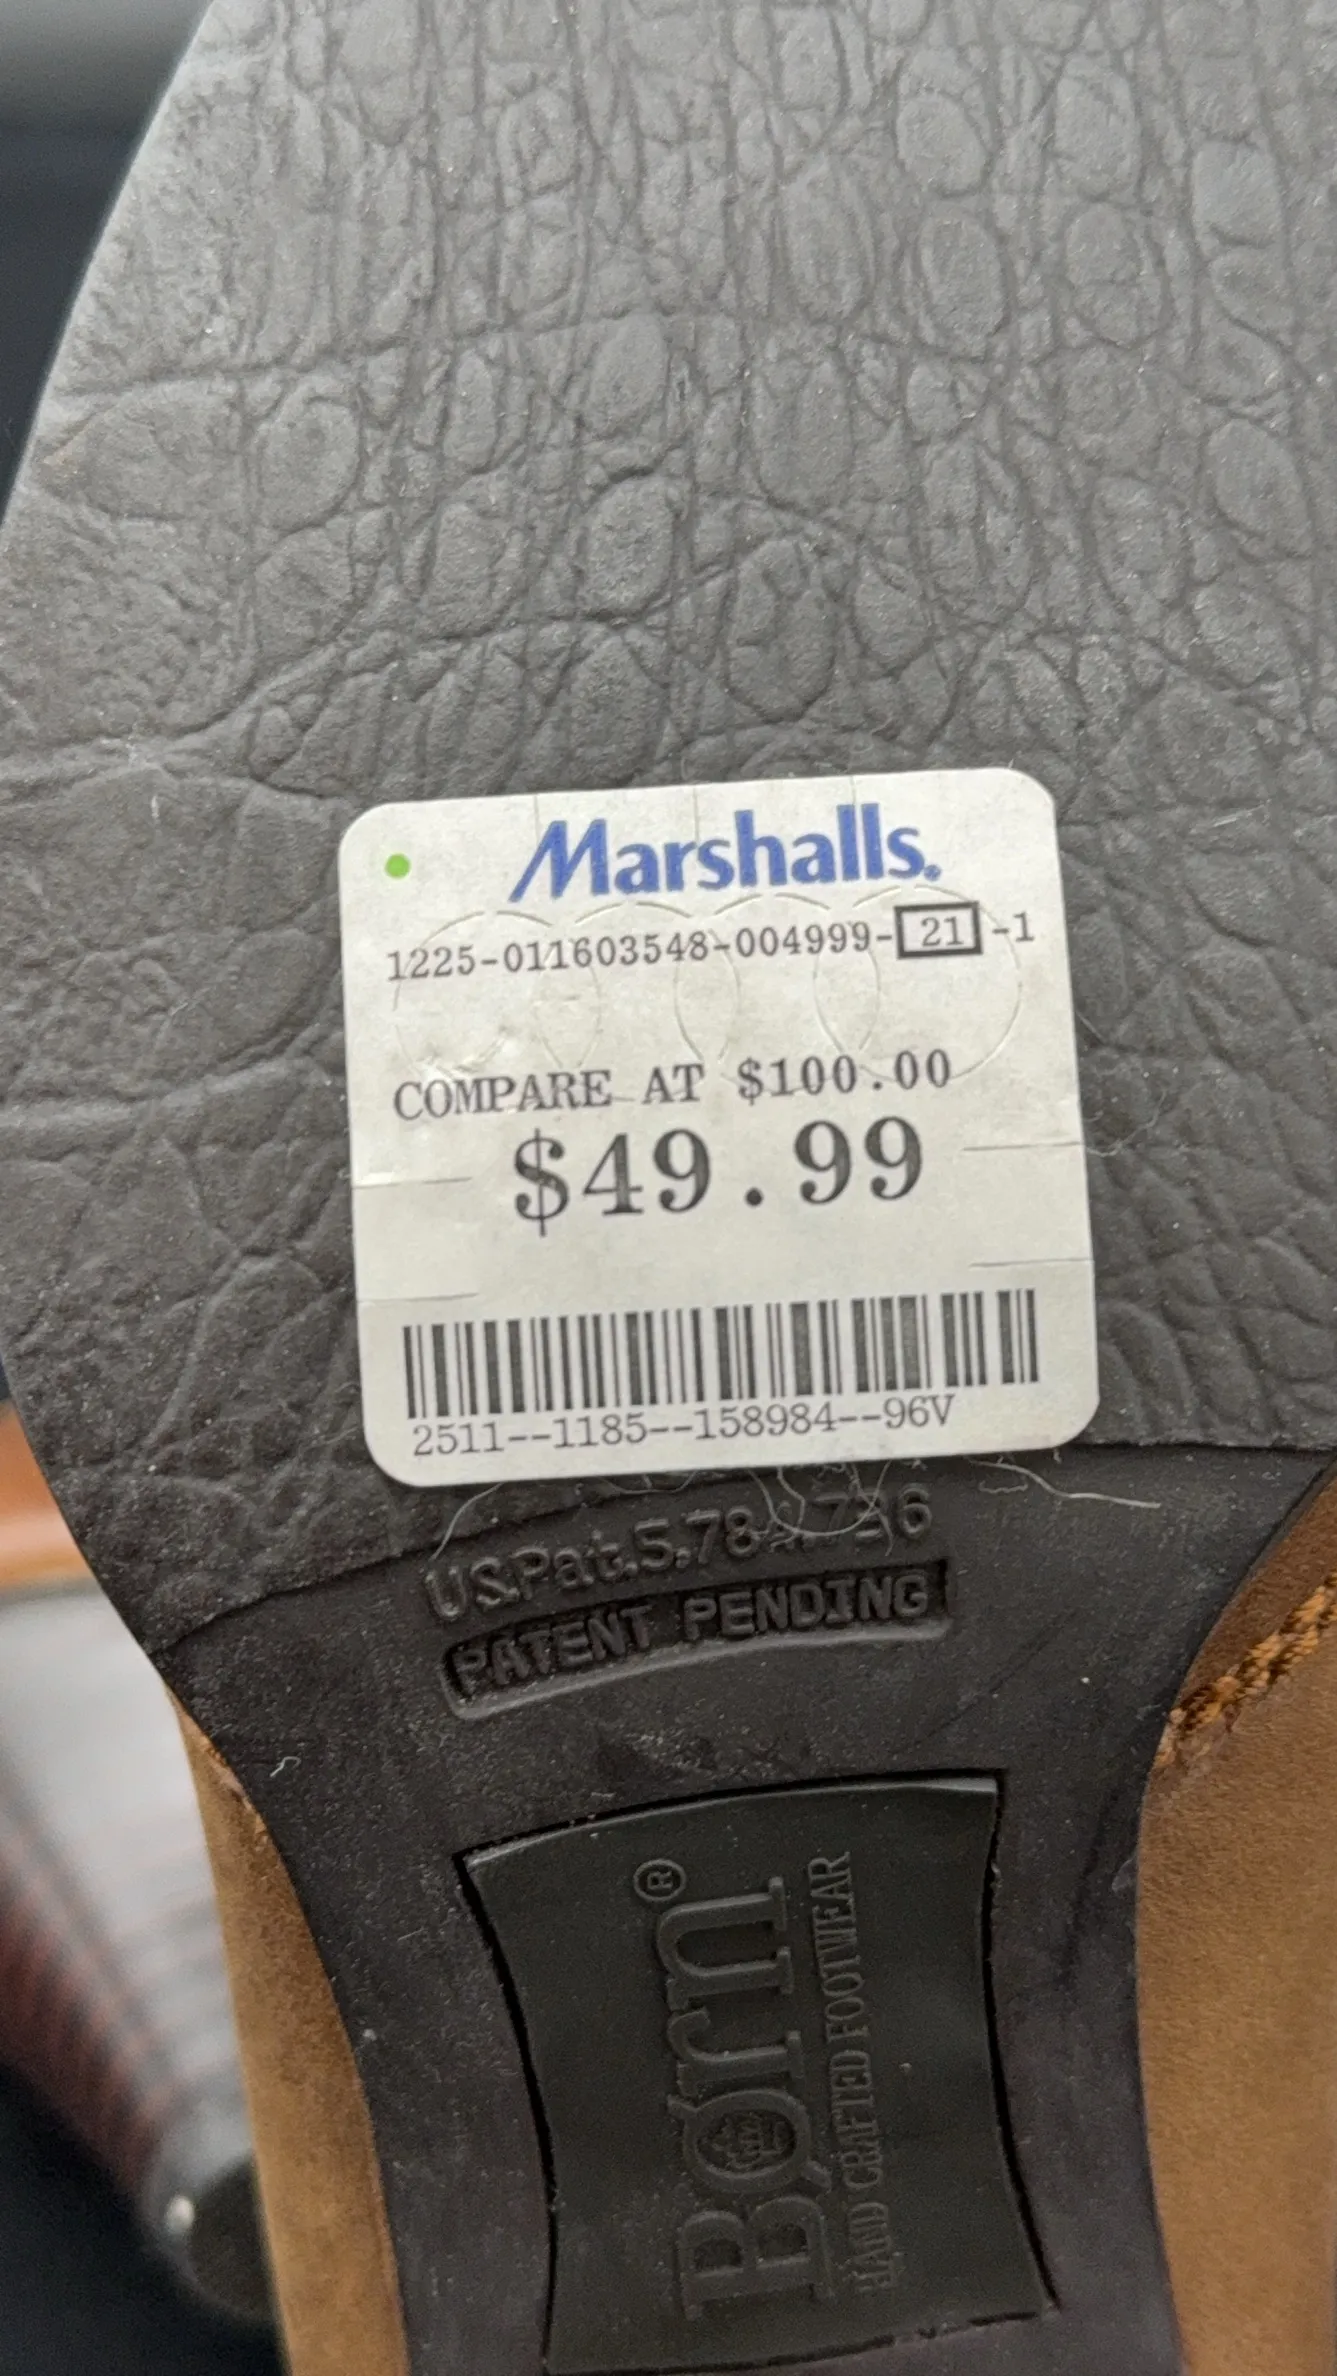 Marshalls.
1225-011603548-004999-21-1
COMPARE AT $100.00
$49.99
2511--1185--158984--96V
PATENT PENDING
Børn®
HAND CRAFTED FOOTWEAR